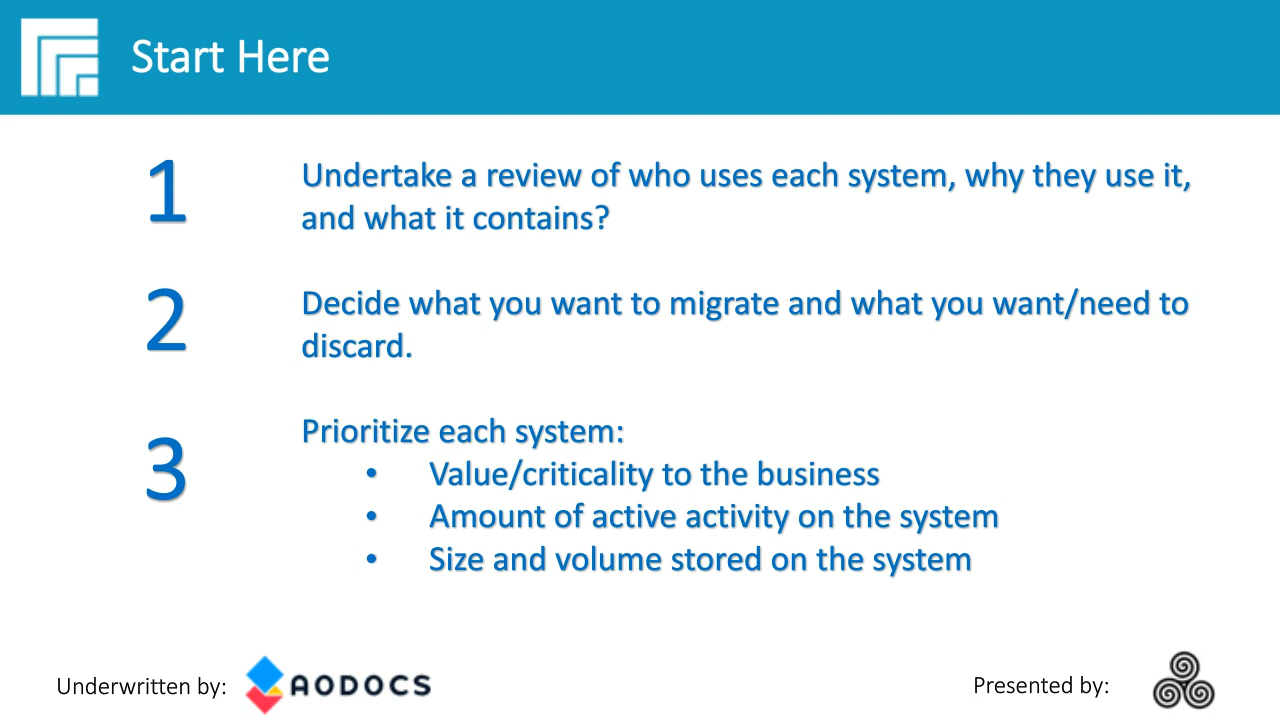 Start Here
1
Undertake a review of who uses each system, why they use it,
and what it contains?
2
Decide what you want to migrate and what you want/need to
discard.
3
Prioritize each system:
• Value/criticality to the business
• Amount of active activity on the system
• Size and volume stored on the system
Underwritten by: AODOCS
Presented by: